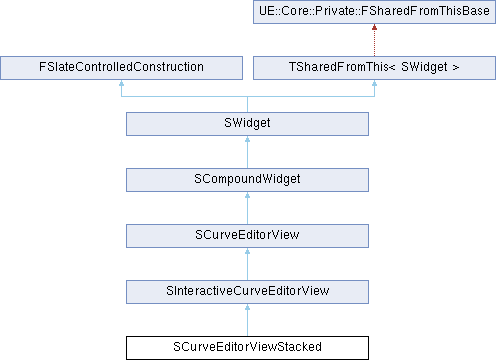 UE::Core::Private::FSharedFromThisBase
FSlateControlledConstruction
TSharedFromThis< SWidget >
SWidget
SCompoundWidget
SCurveEditorView
SInteractiveCurveEditorView
SCurveEditorViewStacked